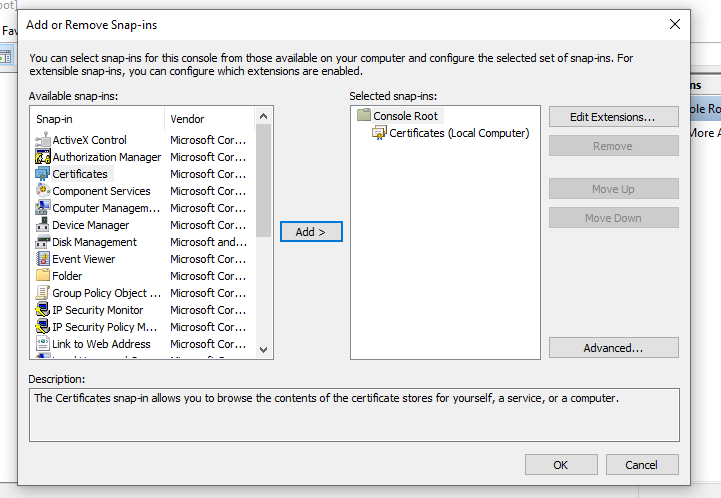 oot]
Add or Remove Snap-ins
Fav
You can select snap-ins for this console from those available on your computer and configure the selected set of snap-ins. For
extensible snap-ins, you can configure which extensions are enabled.
Available snap-ins:
Snap-in Vendor
ActiveX Control Microsoft Cor...
Authorization Manager Microsoft Cor...
Certificates Microsoft Cor...
Component Services Microsoft Cor...
Computer Managem... Microsoft Cor...
Device Manager Microsoft Cor...
Disk Management Microsoft and...
Event Viewer Microsoft Cor...
Folder Microsoft Cor...
Group Policy Object ... Microsoft Cor...
IP Security Monitor Microsoft Cor...
IP Security Policy M... Microsoft Cor...
Link to Web Address Microsoft Cor...
Add >
Selected snap-ins:
Console Root
Certificates (Local Computer)
Edit Extensions...
Remove
Move Up
Move Down
Advanced...
Description:
The Certificates snap-in allows you to browse the contents of the certificate stores for yourself, a service, or a computer.
OK
Cancel
ns
ole Ro
More A